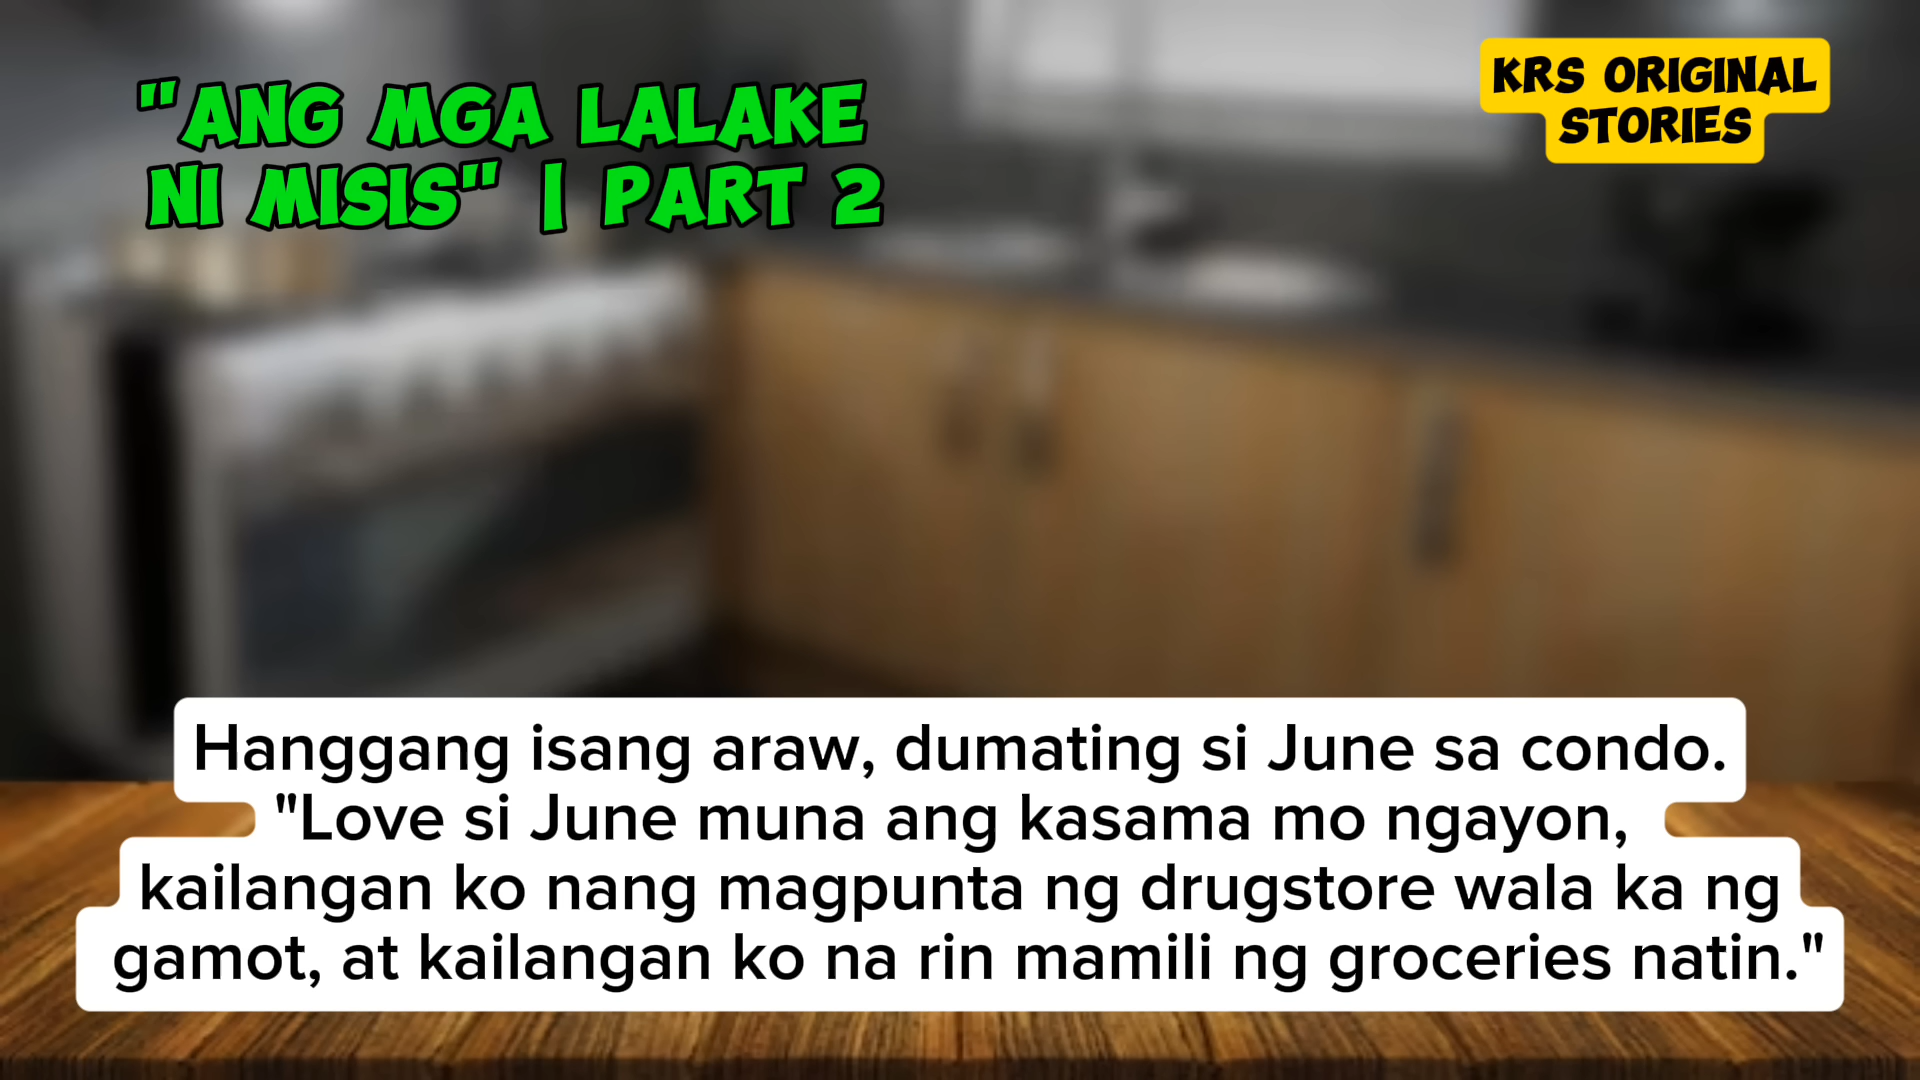 "ANG MGA LALAKE
NI MISIS" | PART 2
KRS ORIGINAL
STORIES
Hanggang isang araw, dumating si June sa condo.
"Love si June muna ang kasama mo ngayon,
kailangan ko nang magpunta ng drugstore wala ka ng
gamot, at kailangan ko na rin mamili ng groceries natin."